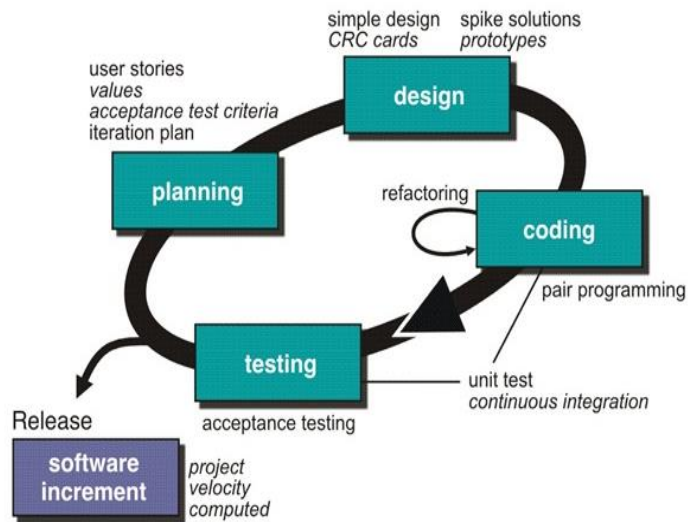 simple design
CRC cards
spike solutions
prototypes
user stories
values
acceptance test criteria
iteration plan
design
planning
refactoring
coding
pair programming
testing
unit test
continuous integration
acceptance testing
Release
software
increment
project
velocity
computed